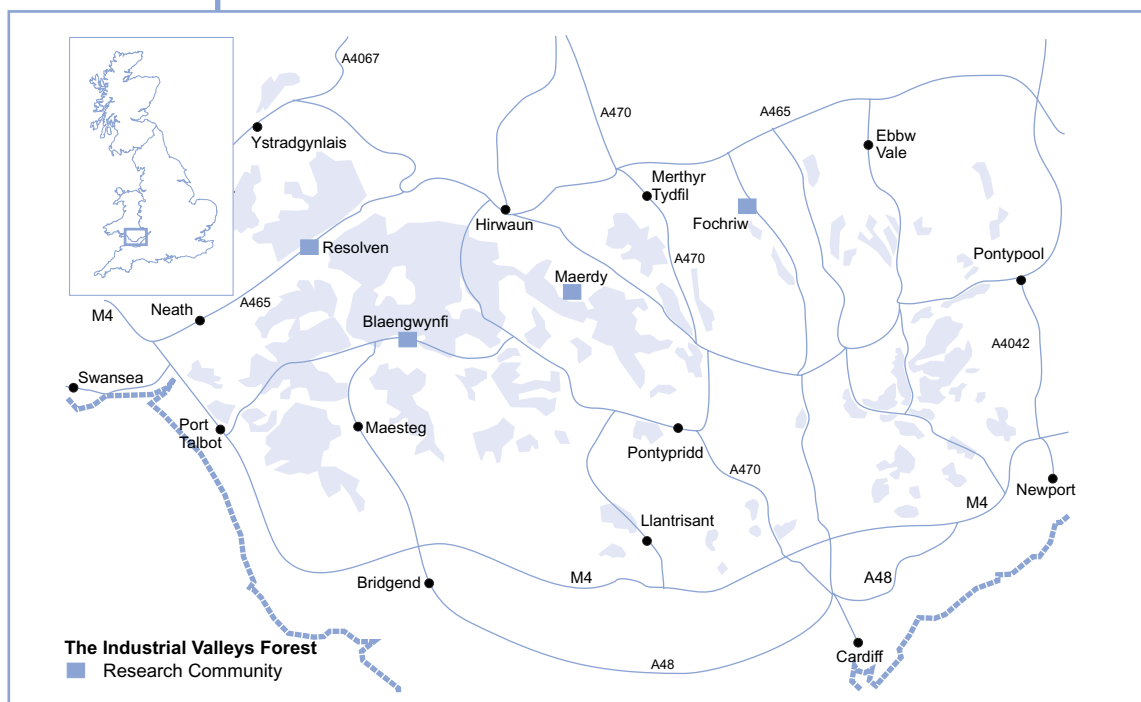 A4067
A470
A465
Ystradgynlais
Ebbw
Vale
Merthyr
Tydfil
Hirwaun
Fochriw
Resolven
A470
Pontypool
Maerdy
Neath
A465
M4
Blaengwynfi
A4042
Swansea
Port
Talbot
Maesteg
Pontypridd
A470
Newport
M4
Llantrisant
Bridgend
M4
A48
The Industrial Valleys Forest
Research Community
A48
Cardiff